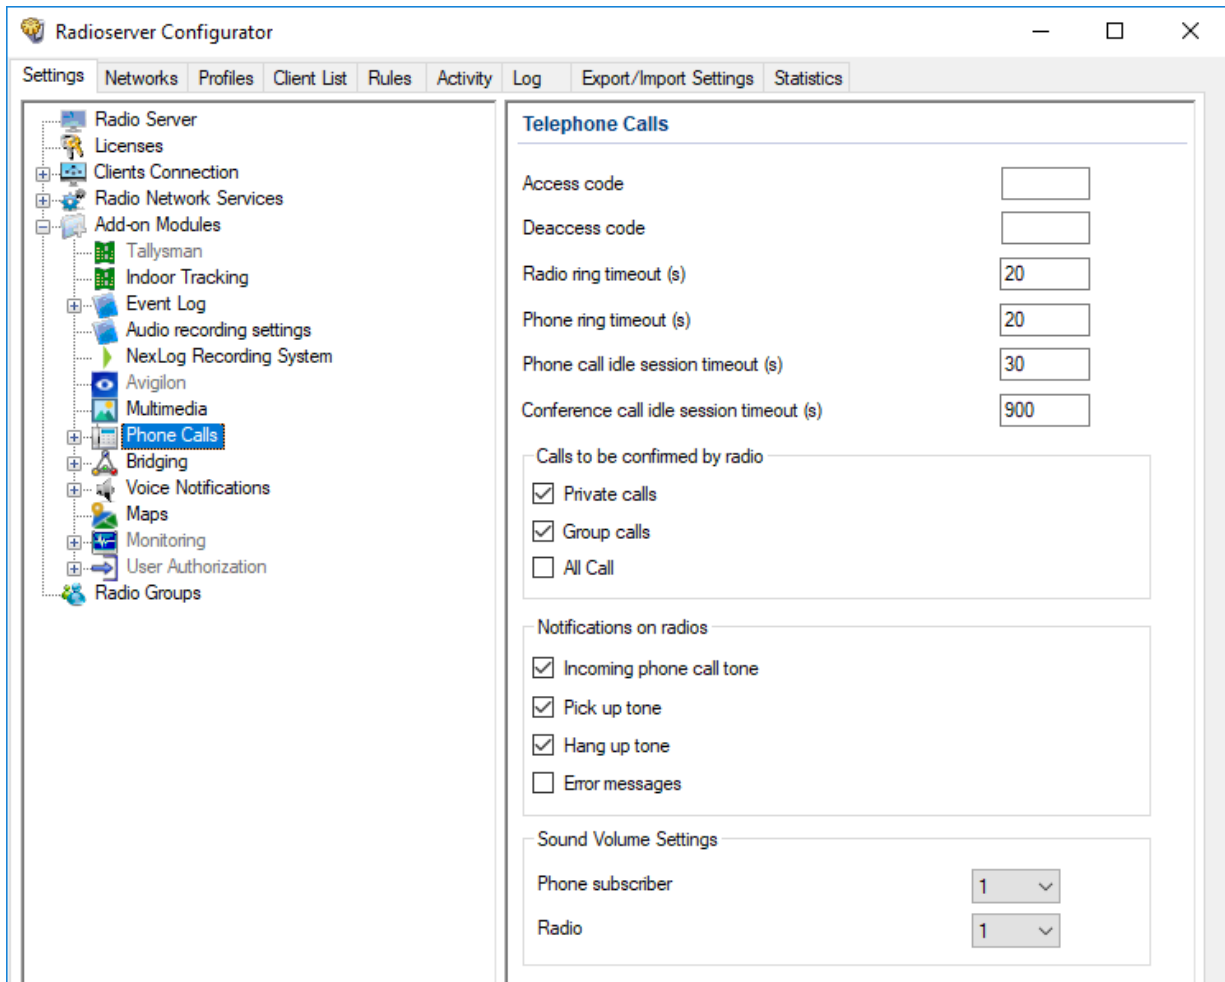 Radioserver Configurator
Settings Networks Profiles Client List Rules Activity Log Export/Import Settings Statistics
Radio Server
Licenses
Clients Connection
Radio Network Services
Add-on Modules
Tallysman
Indoor Tracking
Event Log
Audio recording settings
NexLog Recording System
Avigilon
Multimedia
Phone Calls
Bridging
Voice Notifications
Maps
Monitoring
User Authorization
Radio Groups
Telephone Calls
Access code
Deaccess code
Radio ring timeout (s) 20
Phone ring timeout (s) 20
Phone call idle session timeout (s) 30
Conference call idle session timeout (s) 900
Calls to be confirmed by radio
Private calls
Group calls
All Call
Notifications on radios
Incoming phone call tone
Pick up tone
Hang up tone
Error messages
Sound Volume Settings
Phone subscriber 1
Radio 1